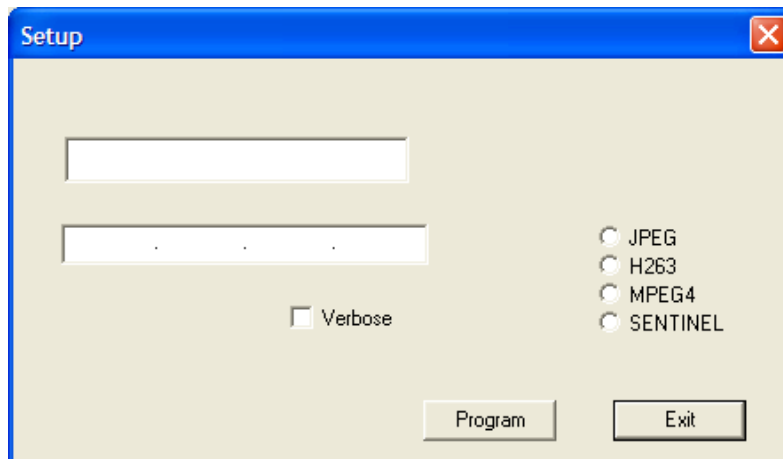 Setup
. . .
JPEG
H263
MPEG4
Verbose
SENTINEL
Program Exit